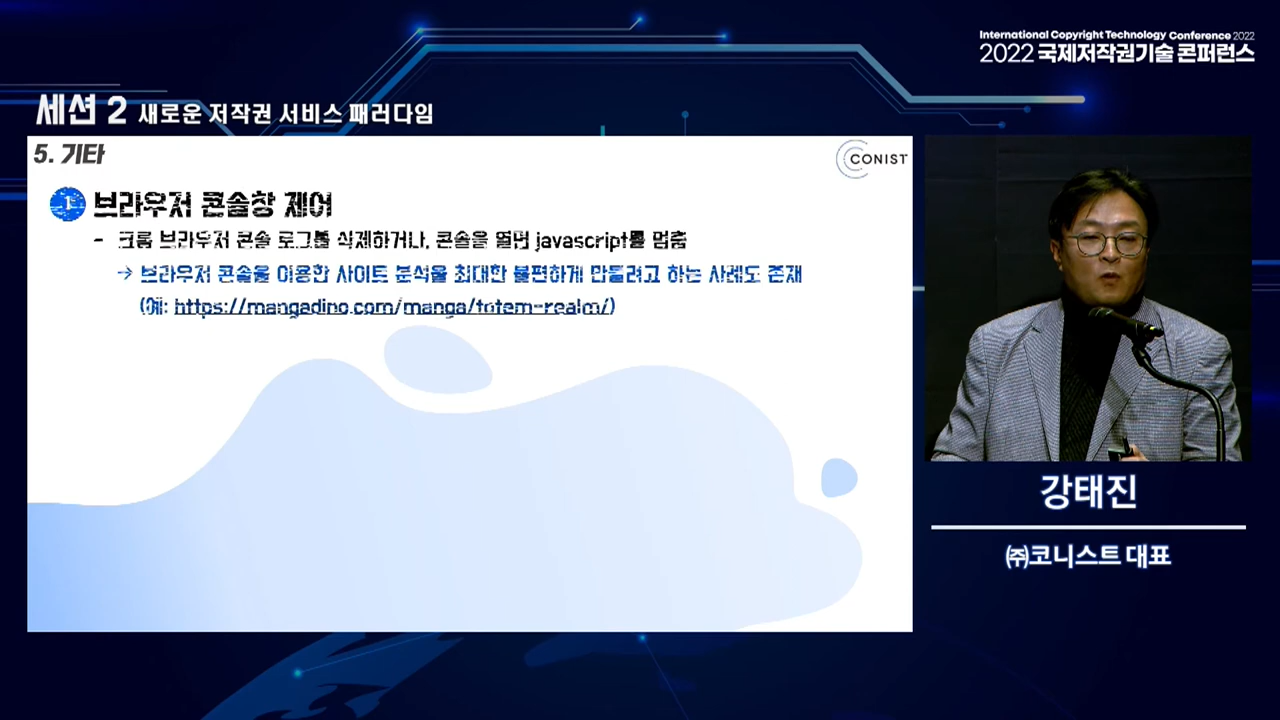 International Copyright Technology Conference 2022
2022 국제저작권기술 콘퍼런스
세션 2 새로운 저작권 서비스 패러다임
5. 기타
CONIST
1 브라우저 콘솔창 제어
- 크롬 브라우저 콘솔 로그를 삭제하거나, 콘솔을 열면 javascript를 멈춤
→ 브라우저 콘솔을 이용한 사이트 분석을 최대한 불편하게 만들려고 하는 사례도 존재
(예: https://mangadino.com/manga/totem-realm/)
강태진
㈜코니스트 대표